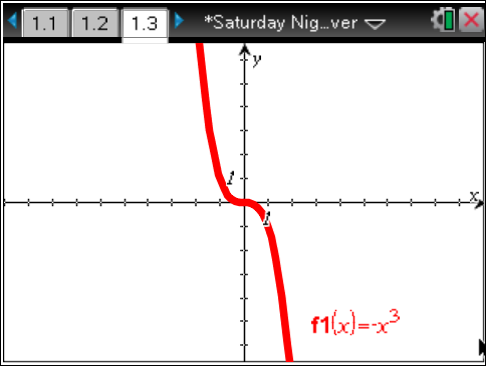 1.1 1.2 1.3 *Saturday Nig...ver
y
1
x
1
f1(x)=-x³